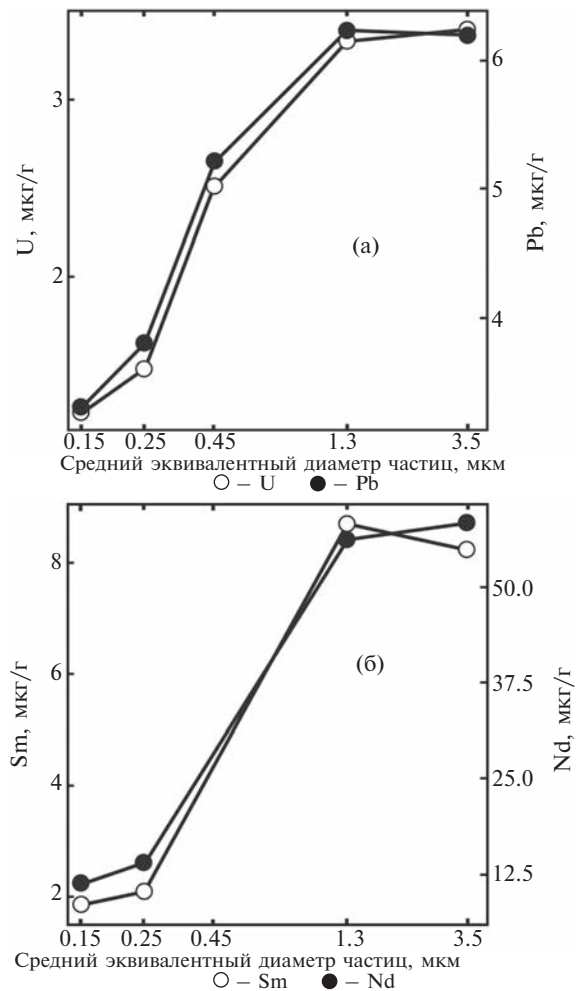 U, мкг/г
3
2
Pb, мкг/г
6
5
4
(а)
0.15 0.25 0.45 1.3 3.5
Средний эквивалентный диаметр частиц, мкм
– U – Pb
Sm, мкг/г
8
6
4
2
Nd, мкг/г
50.0
37.5
25.0
12.5
(б)
0.15 0.25 0.45 1.3 3.5
Средний эквивалентный диаметр частиц, мкм
– Sm – Nd